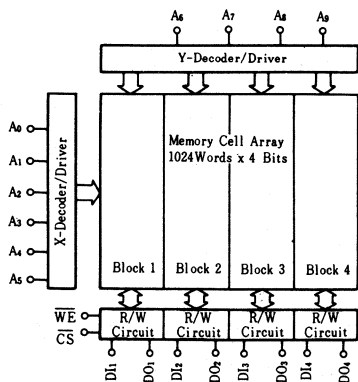 A6 A7 A8 A9
Y-Decoder/Driver
X-Decoder/Driver
A0
A1
A2
A3
A4
A5
Memory Cell Array
1024Words x 4 Bits
Block 1 Block 2 Block 3 Block 4
WE
CS
R/W Circuit
R/W Circuit
R/W Circuit
R/W Circuit
DI1 DO1 DI2 DO2 DI3 DO3 DI4 DO4